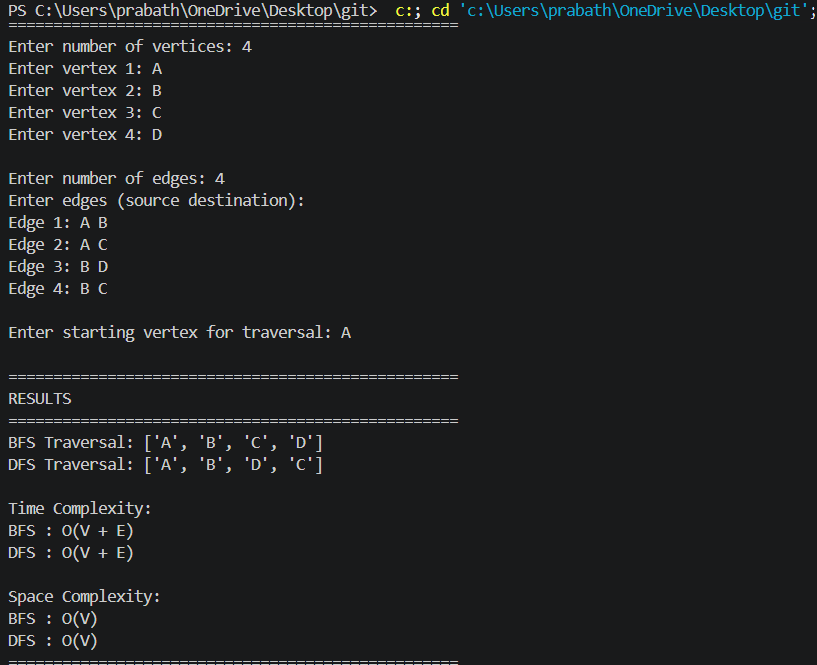 PS C:\Users\prabath\OneDrive\Desktop\git>  c:; cd 'c:\Users\prabath\OneDrive\Desktop\git';
==================================================
Enter number of vertices: 4
Enter vertex 1: A
Enter vertex 2: B
Enter vertex 3: C
Enter vertex 4: D

Enter number of edges: 4
Enter edges (source destination):
Edge 1: A B
Edge 2: A C
Edge 3: B D
Edge 4: B C

Enter starting vertex for traversal: A

==================================================
RESULTS
==================================================
BFS Traversal: ['A', 'B', 'C', 'D']
DFS Traversal: ['A', 'B', 'D', 'C']

Time Complexity:
BFS : O(V + E)
DFS : O(V + E)

Space Complexity:
BFS : O(V)
DFS : O(V)
==================================================